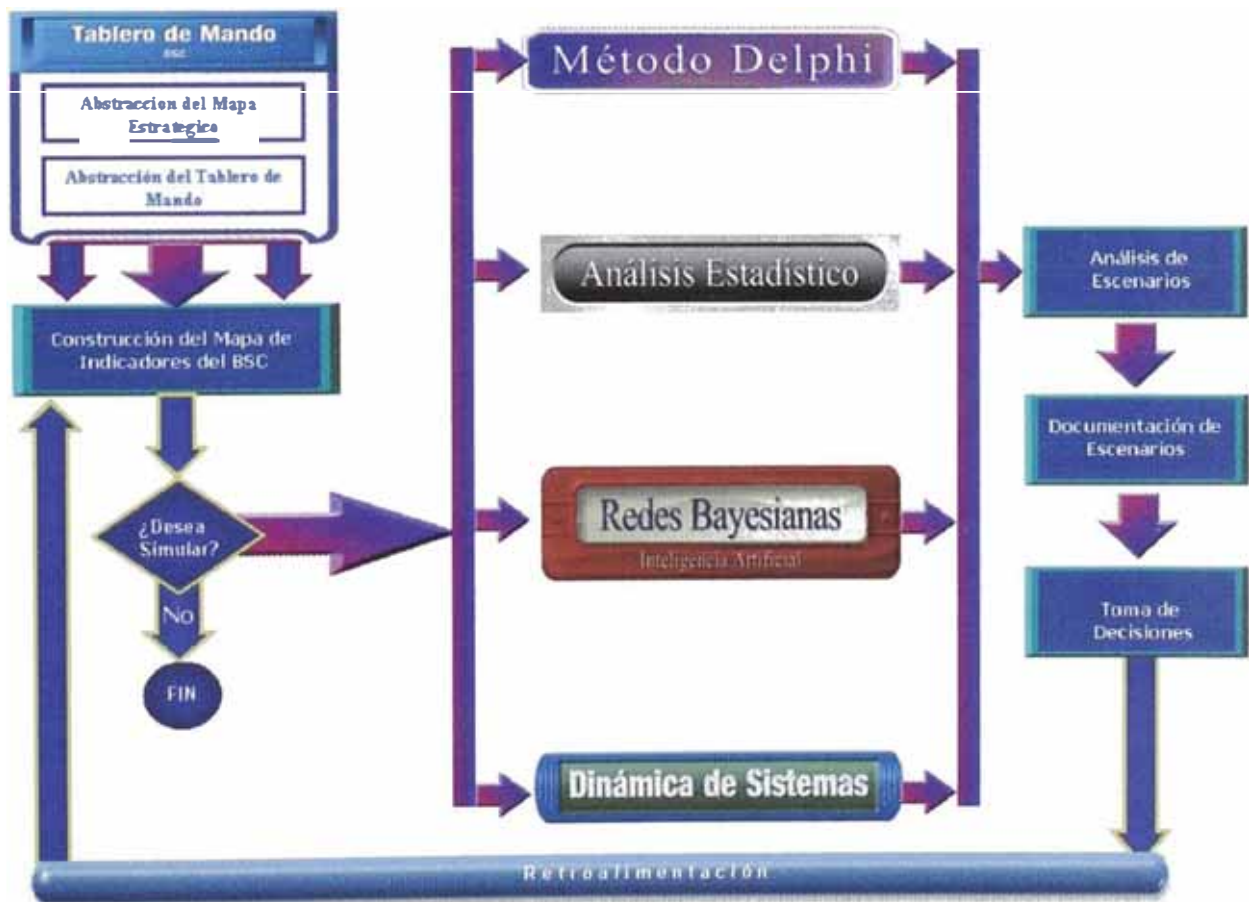 Tablero de Mando
BSC
Abstraccion del Mapa
Estrategico
Abstracción del Tablero de
Mando
Construcción del Mapa de
Indicadores del BSC
¿Desea
Simular?
No
FIN
Método Delphi
Análisis Estadístico
Redes Bayesianas
Inteligencia Artificial
Dinámica de Sistemas
Análisis de
Escenarios
Documentación de
Escenarios
Toma de
Decisiones
Retroalimentación